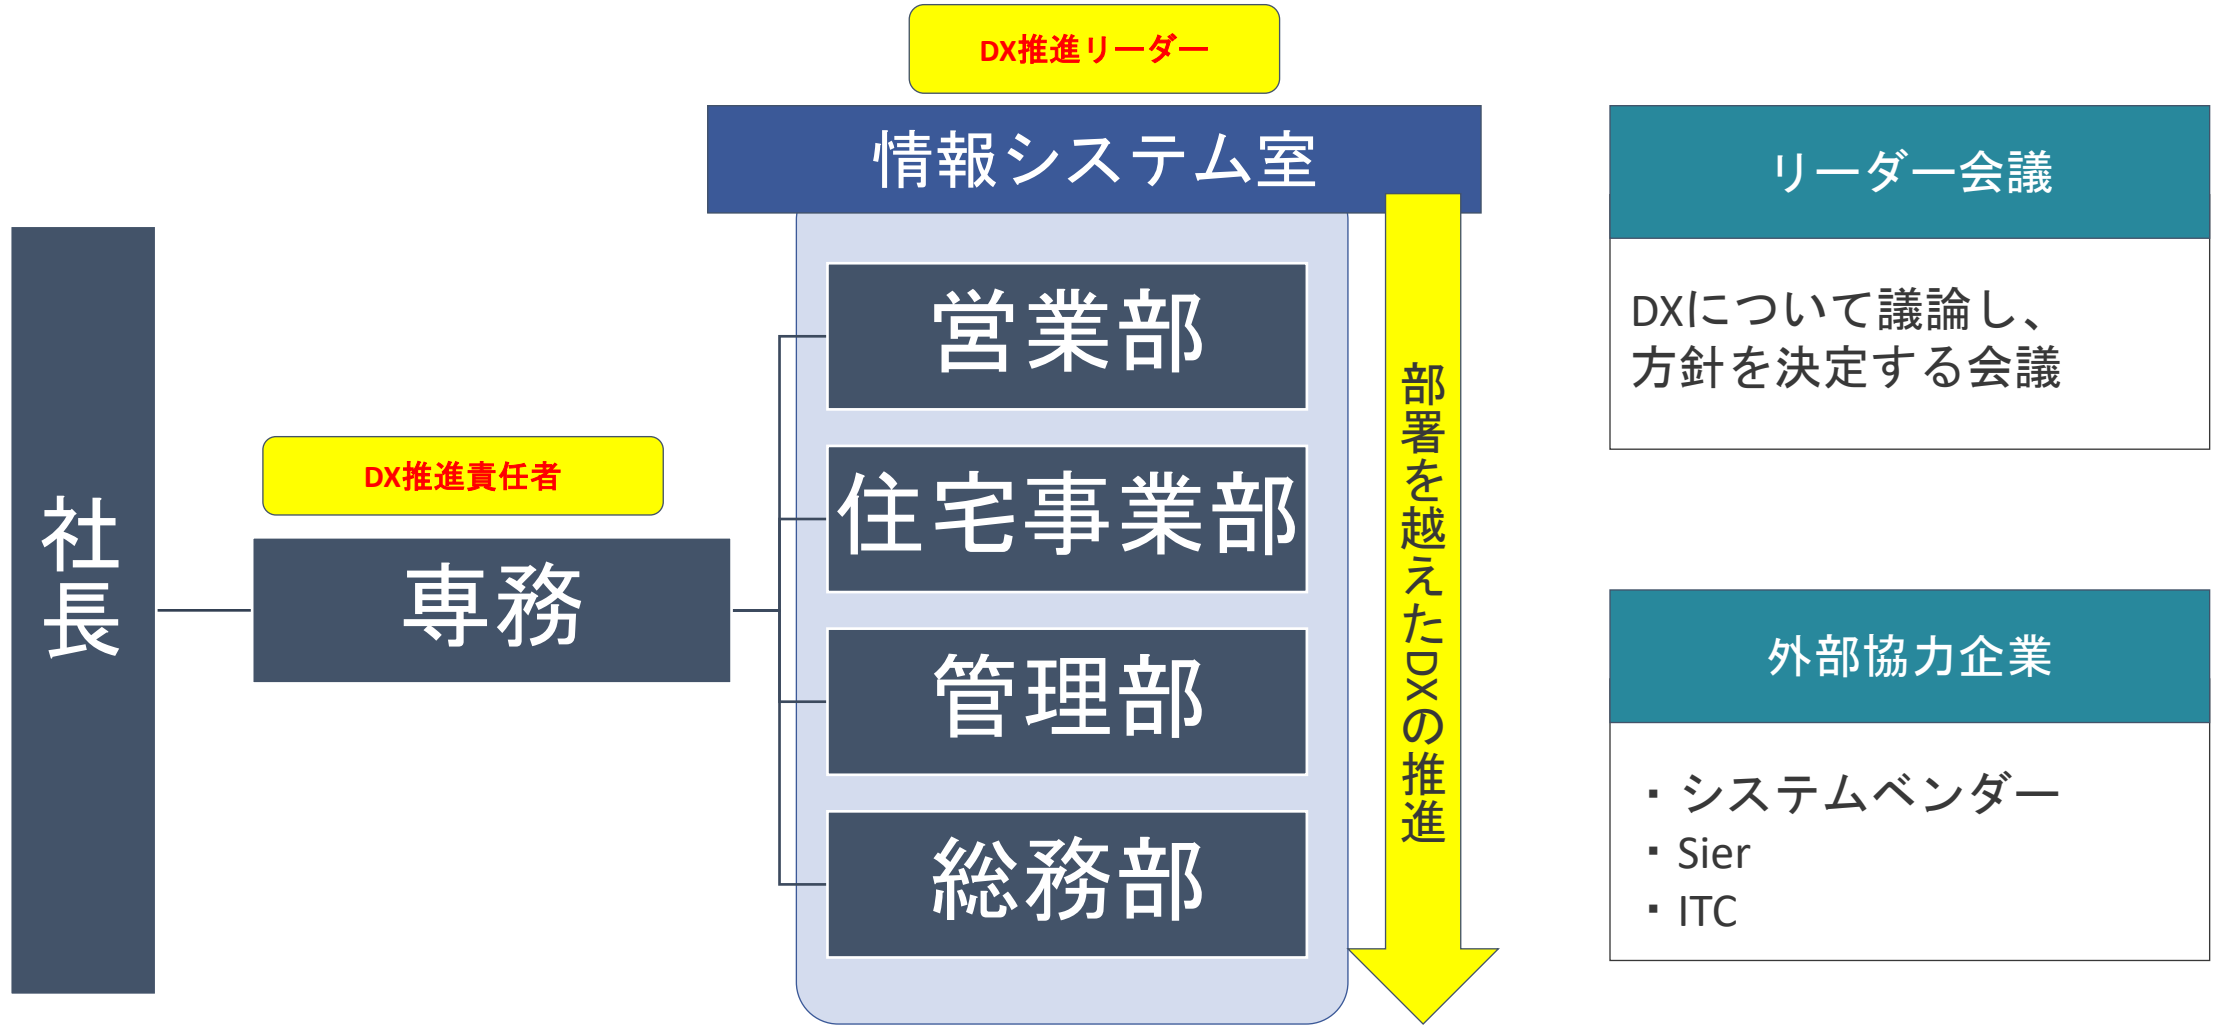 DX推進リーダー
情報システム室
社長
DX推進責任者
専務
営業部
住宅事業部
管理部
総務部
部署を越えたDXの推進
リーダー会議
DXについて議論し、
方針を決定する会議
外部協力企業
・システムベンダー
・Sier
・ITC